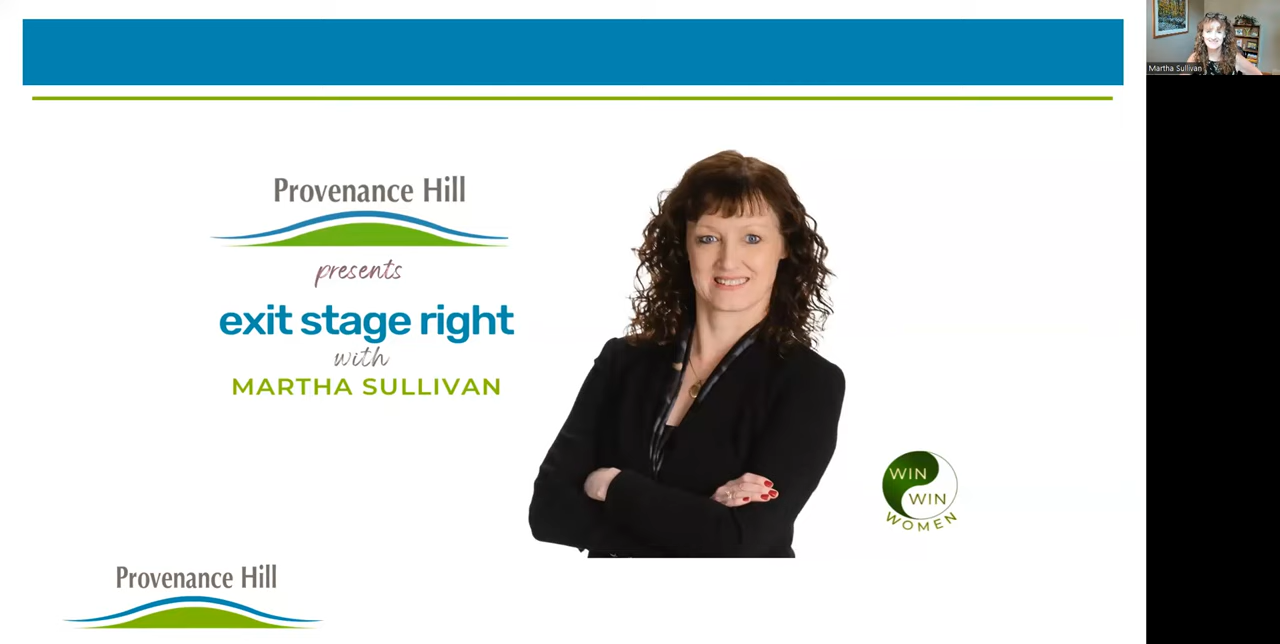 Martha Sullivan
Provenance Hill
presents
exit stage right
with
MARTHA SULLIVAN
WIN
WIN
WOMEN
Provenance Hill